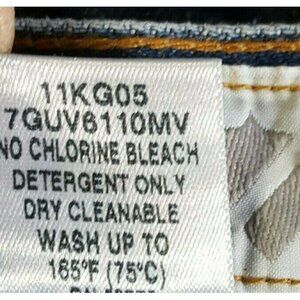 11KG05
7GUV6110MV
NO CHLORINE BLEACH
DETERGENT ONLY
DRY CLEANABLE
WASH UP TO
165°F (75°C)